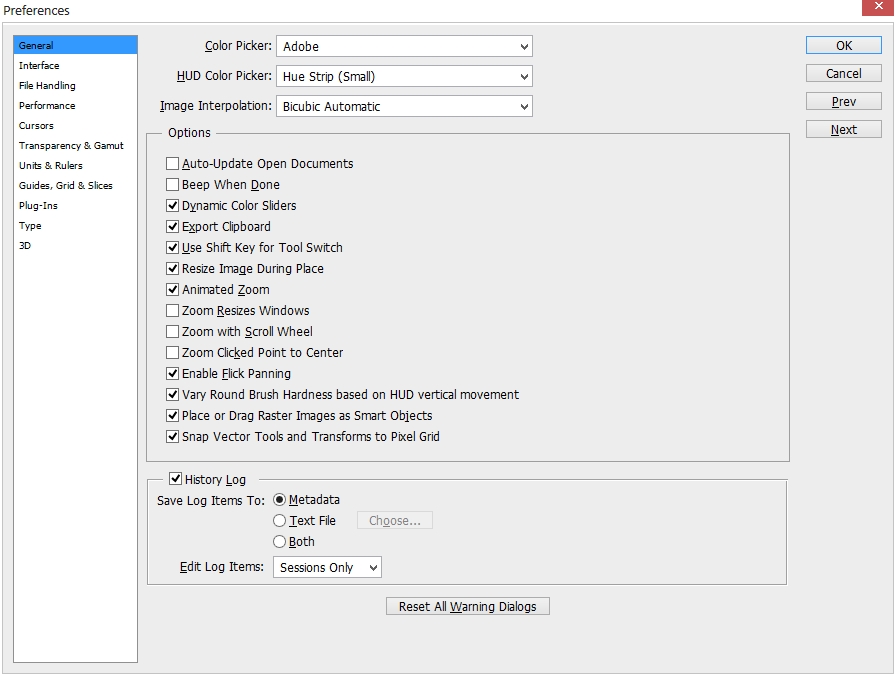 Preferences
General
Interface
File Handling
Performance
Cursors
Transparency & Gamut
Units & Rulers
Guides, Grid & Slices
Plug-Ins
Type
3D
Color Picker: Adobe
HUD Color Picker: Hue Strip (Small)
Image Interpolation: Bicubic Automatic
Options
Auto-Update Open Documents
Beep When Done
Dynamic Color Sliders
Export Clipboard
Use Shift Key for Tool Switch
Resize Image During Place
Animated Zoom
Zoom Resizes Windows
Zoom with Scroll Wheel
Zoom Clicked Point to Center
Enable Flick Panning
Vary Round Brush Hardness based on HUD vertical movement
Place or Drag Raster Images as Smart Objects
Snap Vector Tools and Transforms to Pixel Grid
History Log
Save Log Items To: Metadata
Text File Choose...
Both
Edit Log Items: Sessions Only
Reset All Warning Dialogs
OK
Cancel
Prev
Next